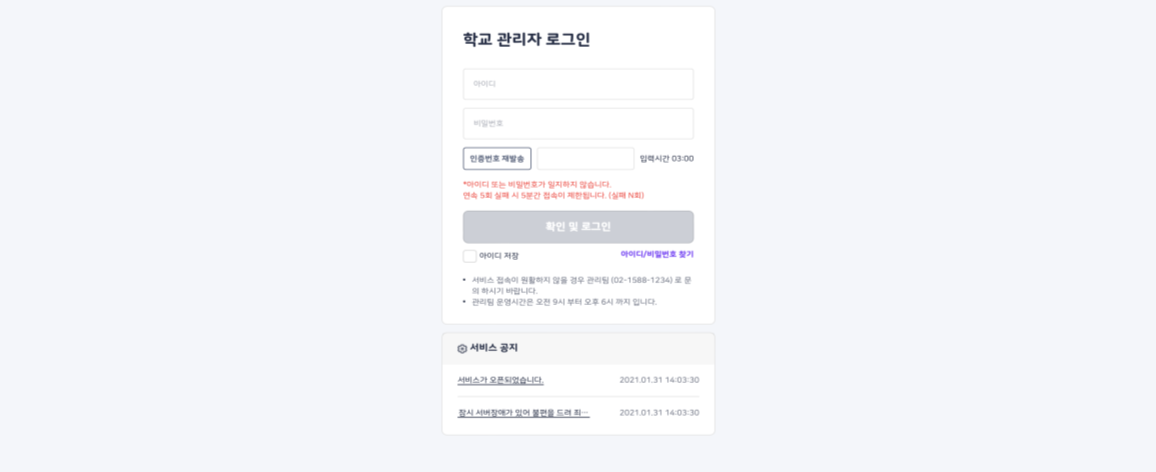 학교 관리자 로그인
아이디
비밀번호
인증번호 재발송 입력시간 03:00
*아이디 또는 비밀번호가 일치하지 않습니다.
연속 5회 실패 시 5분간 접속이 제한됩니다. (실패 N회)
확인 및 로그인
아이디 저장 아이디/비밀번호 찾기
• 서비스 접속이 원활하지 않을 경우 관리팀 (02-1588-1234) 로 문
의 하시기 바랍니다.
• 관리팀 운영시간은 오전 9시 부터 오후 6시 까지 입니다.
서비스 공지
서비스가 오픈되었습니다. 2021.01.31 14:03:30
잠시 서버장애가 있어 불편을 드려 죄… 2021.01.31 14:03:30